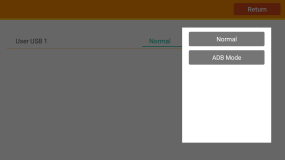 Return
User USB 1
Normal
Normal
ADB Mode